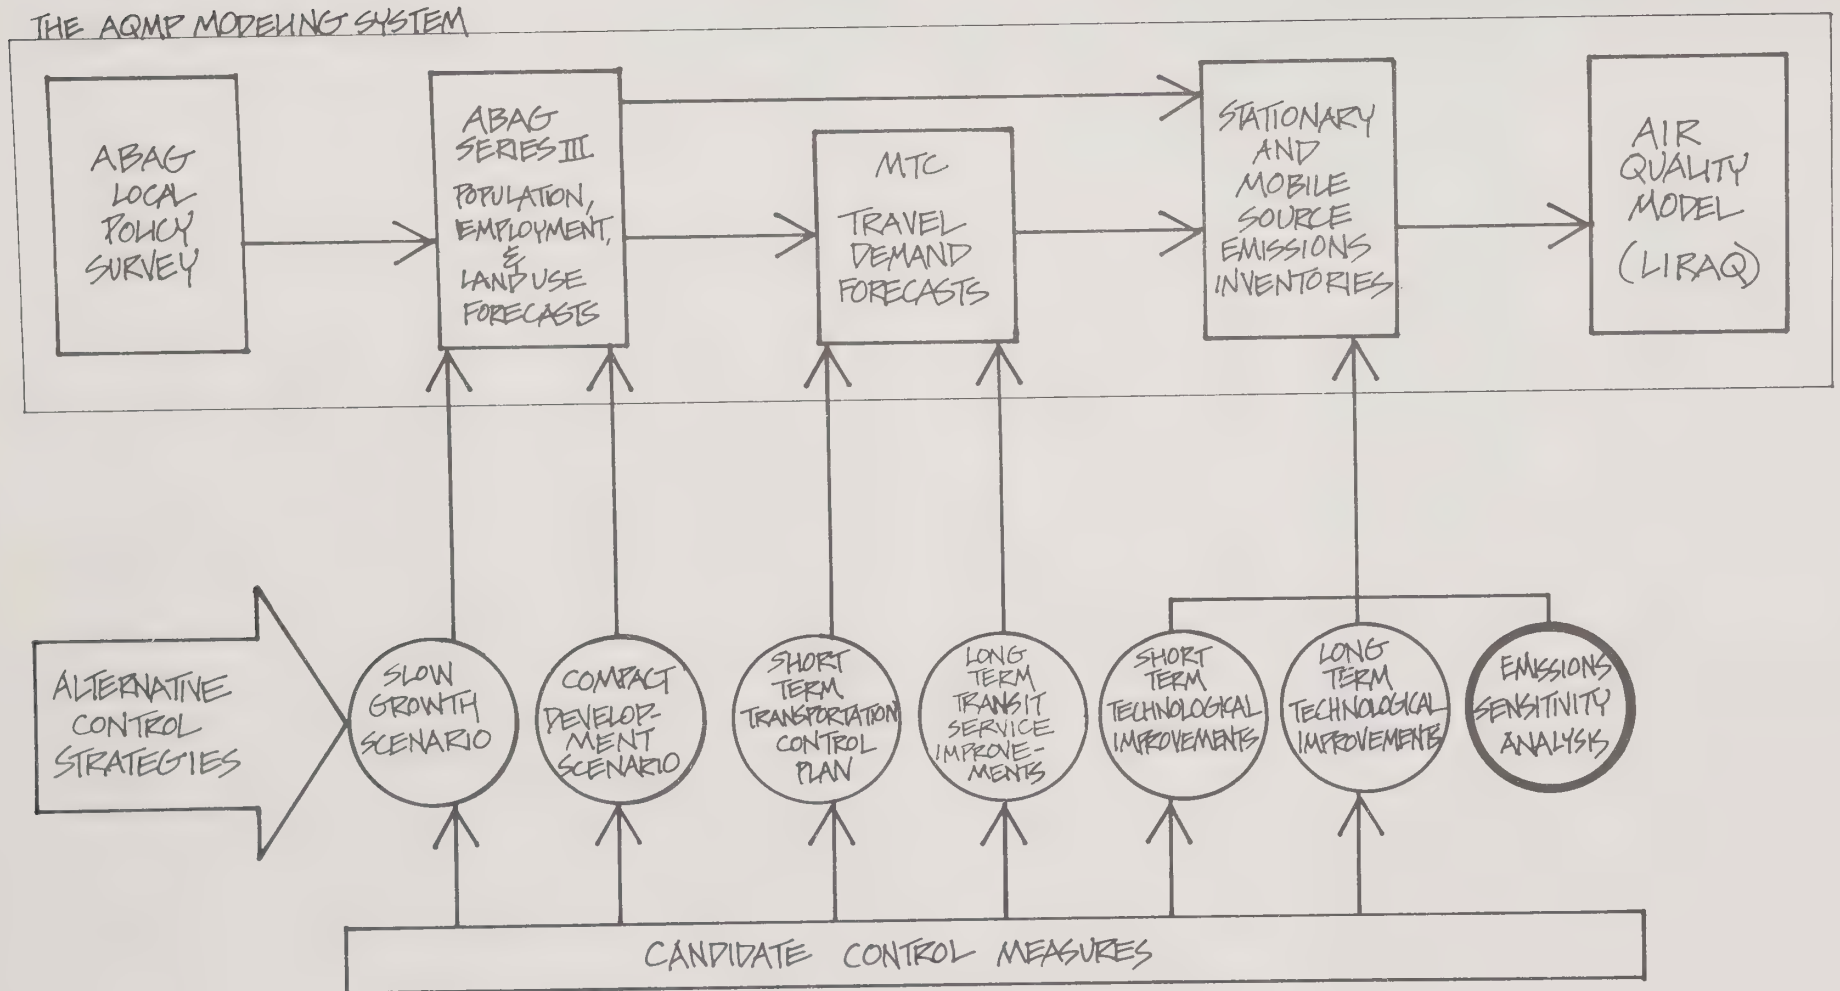 THE AQMP MODELING SYSTEM
ABAG
LOCAL
POLICY
SURVEY
ABAG
SERIES III
POPULATION,
EMPLOYMENT,
&
LAND USE
FORECASTS
MTC
TRAVEL
DEMAND
FORECASTS
STATIONARY
AND
MOBILE
SOURCE
EMISSIONS
INVENTORIES
AIR
QUALITY
MODEL
(LIRAQ)
ALTERNATIVE
CONTROL
STRATEGIES
SLOW
GROWTH
SCENARIO
COMPACT
DEVELOP-
MENT
SCENARIO
SHORT
TERM
TRANSPORTATION
CONTROL
PLAN
LONG
TERM
TRANSIT
SERVICE
IMPROVE-
MENTS
SHORT
TERM
TECHNOLOGICAL
IMPROVEMENTS
LONG
TERM
TECHNOLOGICAL
IMPROVEMENTS
EMISSIONS
SENSITIVITY
ANALYSIS
CANDIDATE CONTROL MEASURES